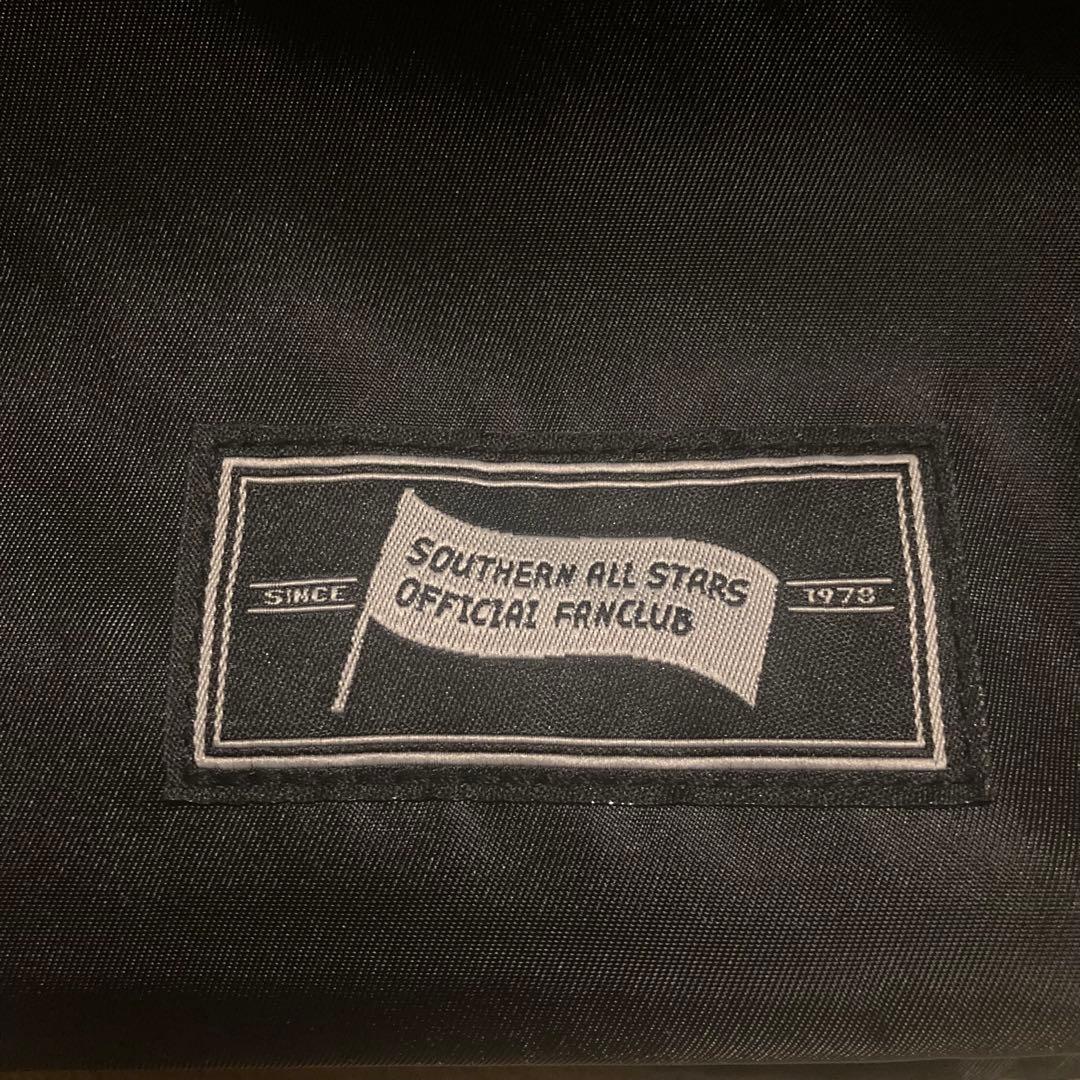 SOUTHERN ALL STARS
OFFICIAL FANCLUB
SINCE 1978